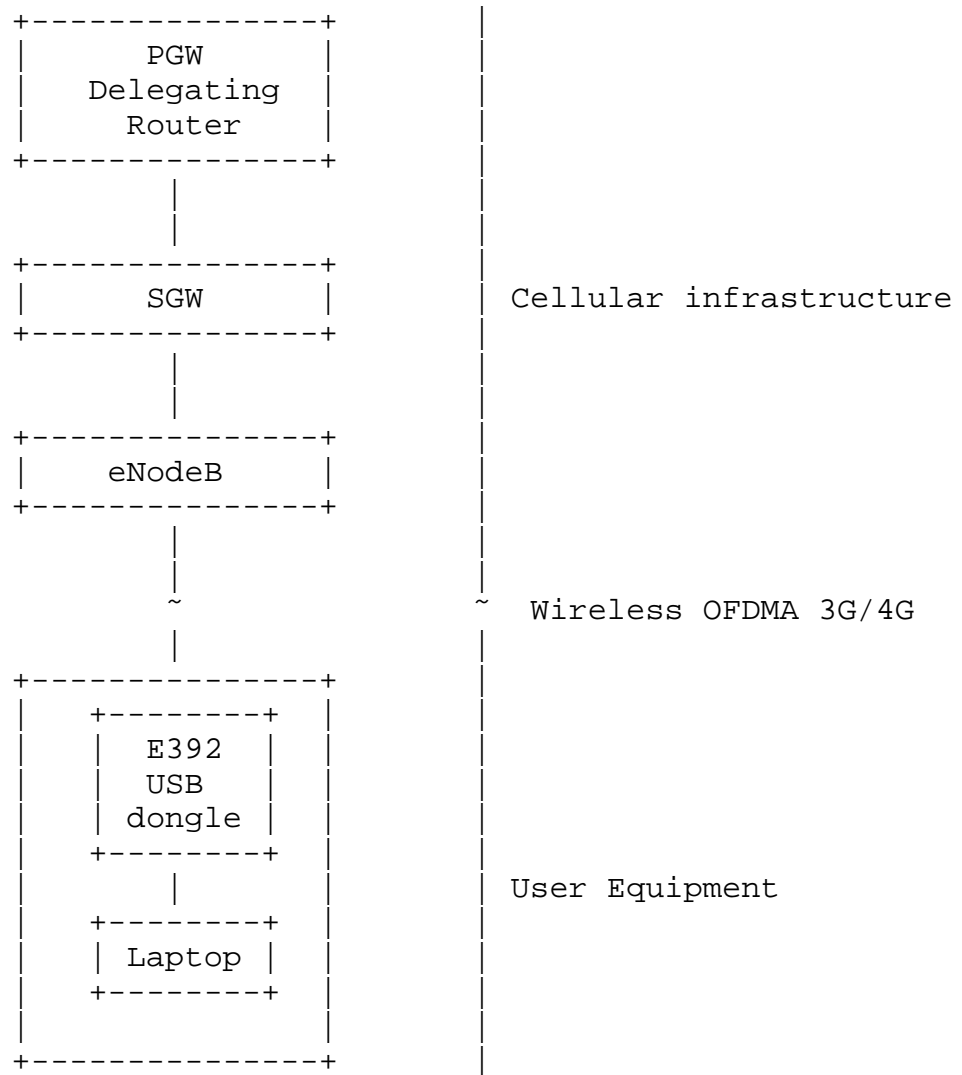 PGW
Delegating
Router
SGW
Cellular infrastructure
eNodeB
Wireless OFDMA 3G/4G
E392
USB
dongle
User Equipment
Laptop